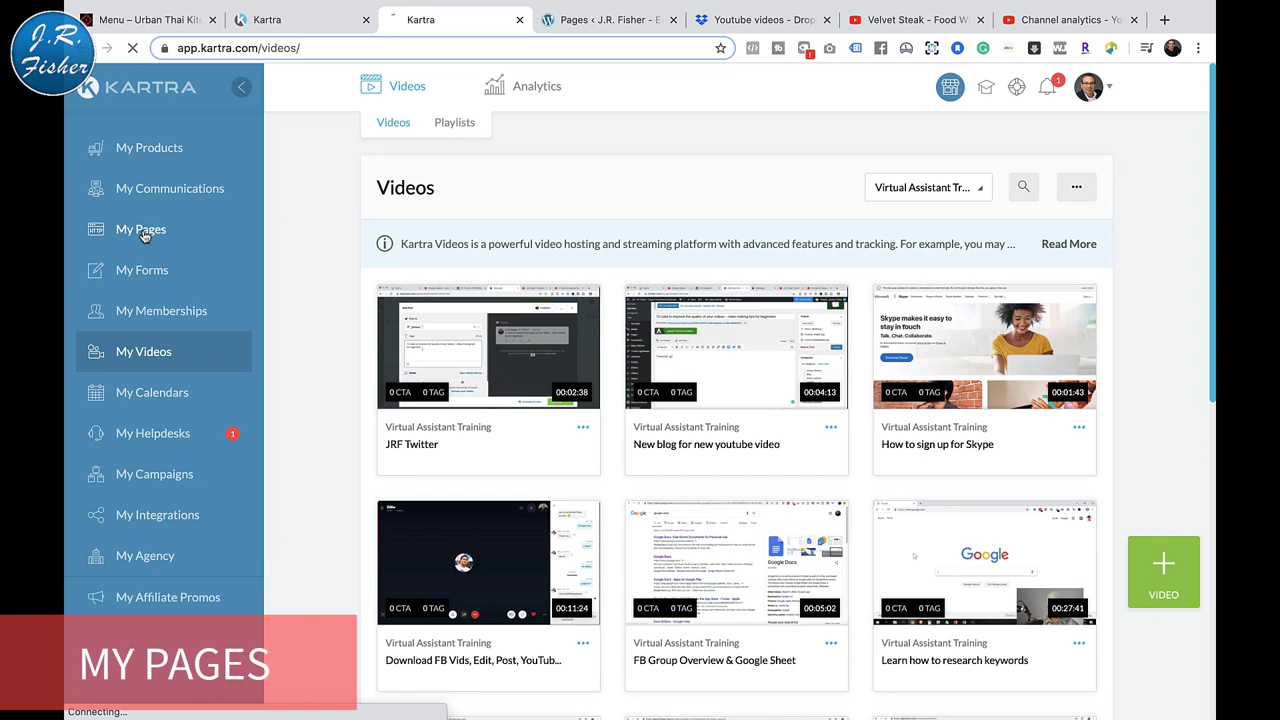 Menu – Urban Thai Kit
Kartra
Kartra
Pages ‹ J.R. Fisher - E
Youtube videos - Drop
Velvet Steak - Food W
Channel analytics - Yo
app.kartra.com/videos/
J.R.
Fisher
KARTRA
Videos
Analytics
1
Videos
Playlists
My Products
My Communications
My Pages
My Forms
My Memberships
My Videos
My Calendars
My Helpdesks
1
My Campaigns
My Integrations
My Agency
My Affiliate Promos
Videos
Virtual Assistant Tr...
Kartra Videos is a powerful video hosting and streaming platform with advanced features and tracking. For example, you may ...
Read More
0 CTA 0 TAG 00:02:38
Virtual Assistant Training
JRF Twitter
0 CTA 0 TAG 00:04:13
Virtual Assistant Training
New blog for new youtube video
Skype makes it easy to stay in touch
Talk. Chat. Collaborate.
0 CTA 0 TAG 00:01:43
Virtual Assistant Training
How to sign up for Skype
0 CTA 0 TAG 00:11:24
Virtual Assistant Training
Download FB Vids, Edit, Post, YouTub...
Google
Google Docs
0 CTA 0 TAG 00:05:02
Virtual Assistant Training
FB Group Overview & Google Sheet
Google
0 CTA 0 TAG 00:27:41
Virtual Assistant Training
Learn how to research keywords
VIDEO
MY PAGES
Connecting...